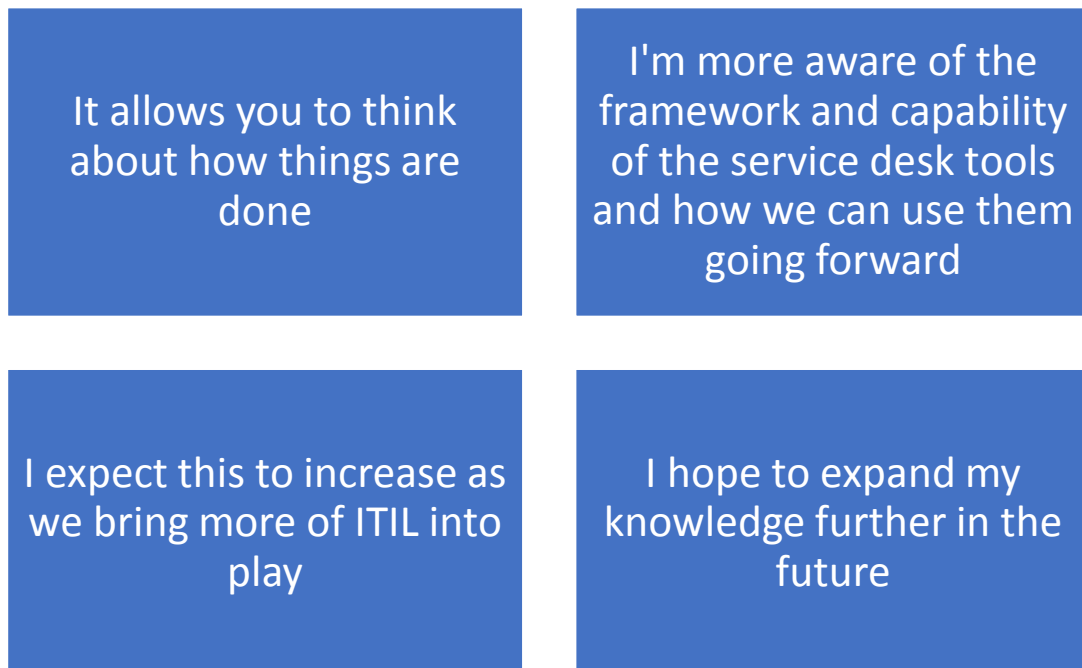 It allows you to think
about how things are
done
I'm more aware of the
framework and capability
of the service desk tools
and how we can use them
going forward
I expect this to increase as
we bring more of ITIL into
play
I hope to expand my
knowledge further in the
future